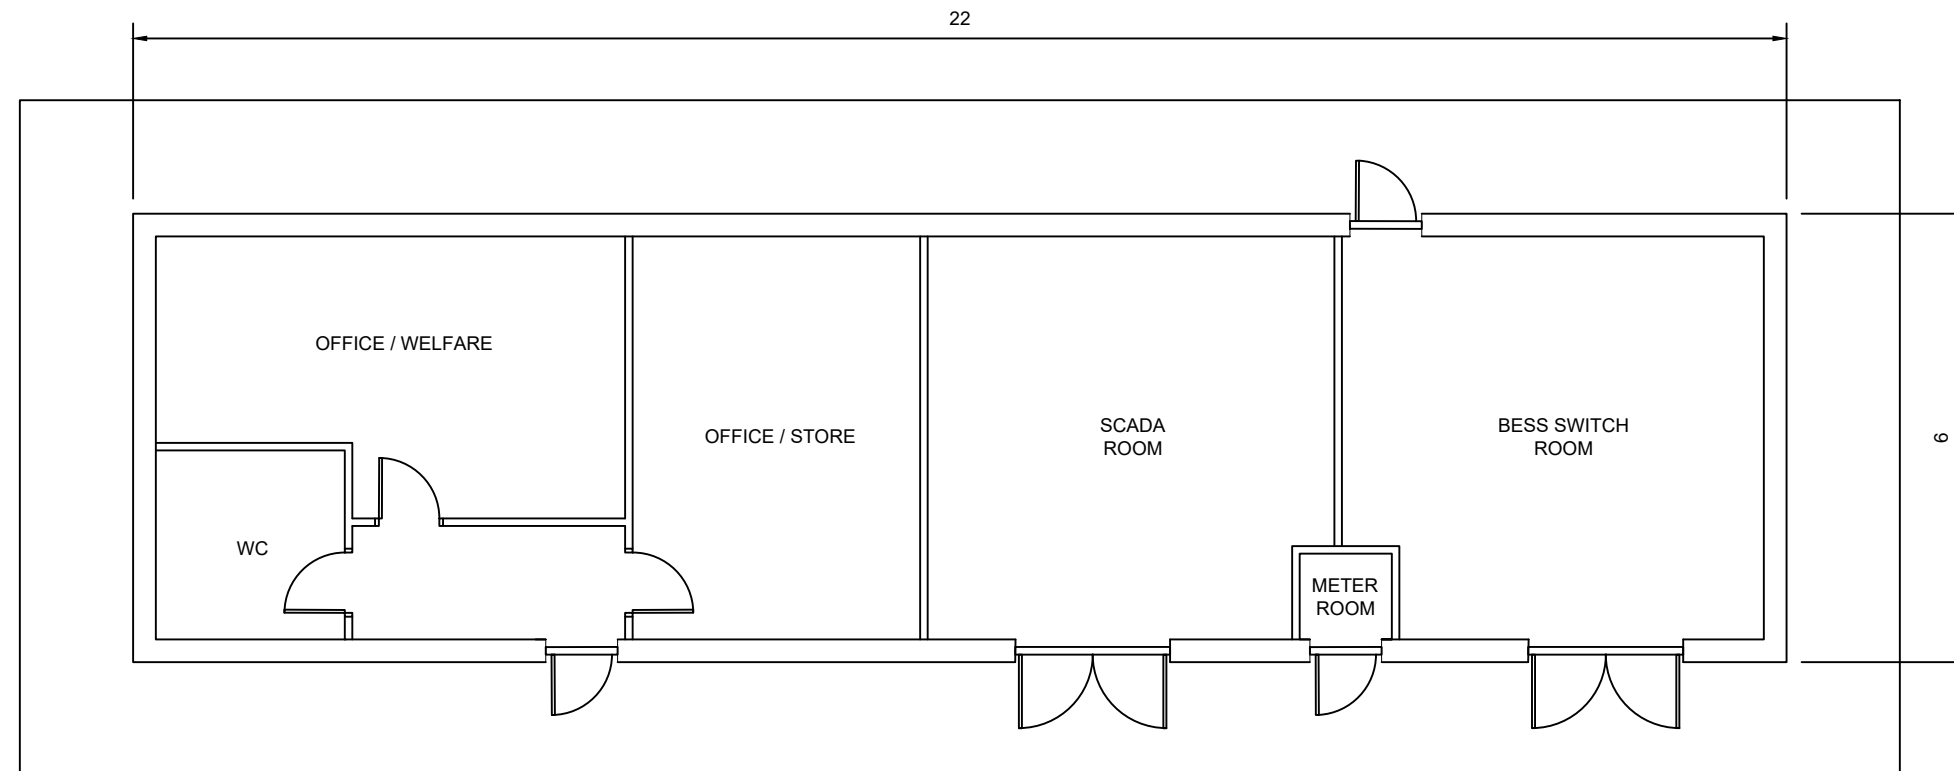 22
OFFICE / WELFARE
OFFICE / STORE
SCADA
ROOM
BESS SWITCH
ROOM
6
WC
METER
ROOM